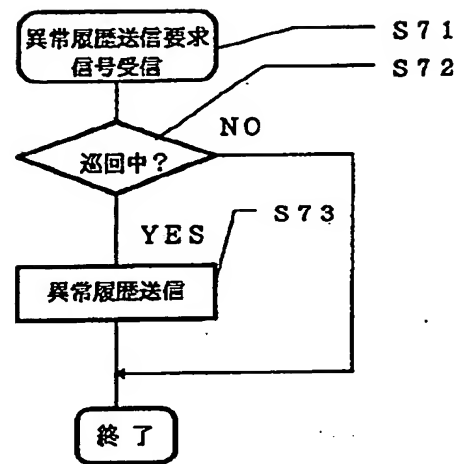 異常履歴送信要求
信号受信
S71
S72
巡回中?
NO
YES
S73
異常履歴送信
終了